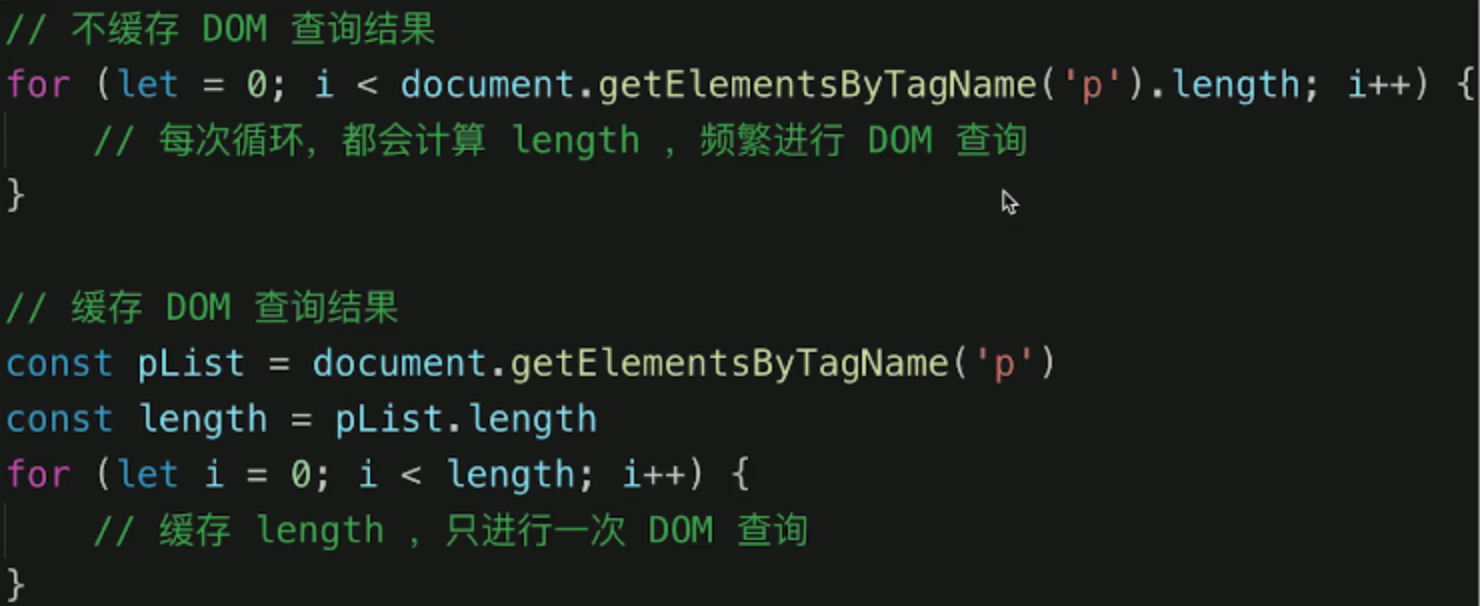 // 不缓存 DOM 查询结果
for (let = 0; i < document.getElementsByTagName('p').length; i++) {
    // 每次循环，都会计算 length ，频繁进行 DOM 查询
}
// 缓存 DOM 查询结果
const pList = document.getElementsByTagName('p')
const length = pList.length
for (let i = 0; i < length; i++) {
    // 缓存 length ，只进行一次 DOM 查询
}